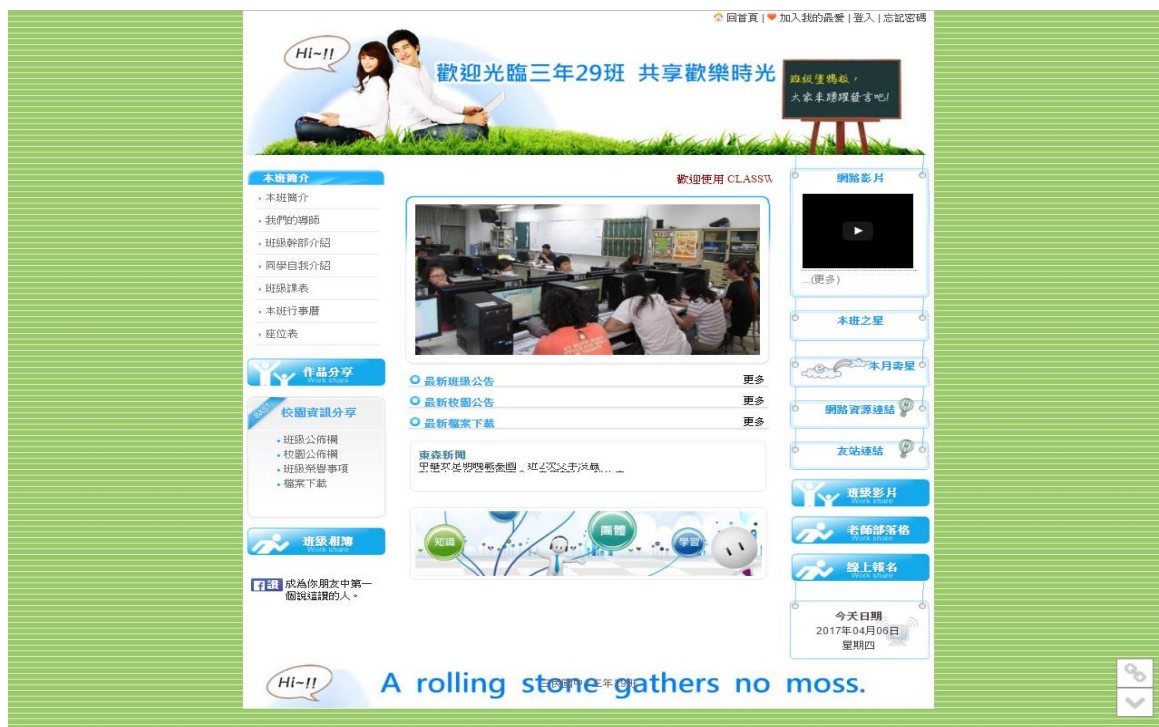 回首頁 | 加入我的最愛 | 登入 | 忘記密碼
Hi~!!
歡迎光臨三年29班 共享歡樂時光
班級塗鴉板，
大家來踴躍發言吧!
本班簡介
本班簡介
我們的導師
班級幹部介紹
同學自我介紹
班級課表
本班行事曆
座位表
作品分享
Work share
校園資訊分享
班級公佈欄
校園公佈欄
班級榮譽事項
檔案下載
班級相簿
Work share
讚 成為你朋友中第一
個說這讚的人。
歡迎使用 CLASSW
最新班級公告 更多
最新校園公告 更多
最新檔案下載 更多
東森新聞
知識
團體
學習
網路影片
...(更多)
本班之星
本月壽星
網路資源連結
友站連結
班級影片
Work share
老師部落格
Work share
線上報名
Work share
今天日期
2017年04月06日
星期四
Hi~!!
A rolling stone gathers no moss.